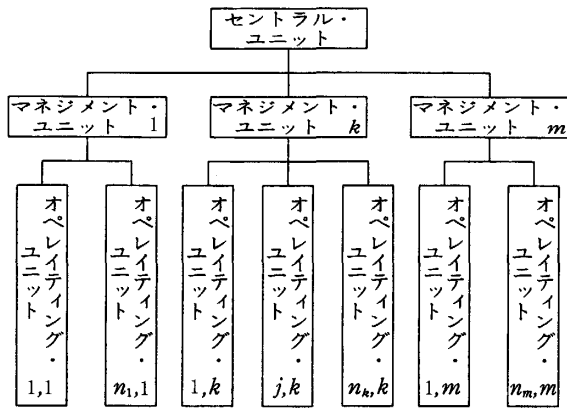 セントラル・
ユニット
マネジメント・
ユニット 1
マネジメント・
ユニット k
マネジメント・
ユニット m
オペレイティング・
ユニット
1,1
オペレイティング・
ユニット
n₁,1
オペレイティング・
ユニット
1,k
オペレイティング・
ユニット
j,k
オペレイティング・
ユニット
nₖ,k
オペレイティング・
ユニット
1,m
オペレイティング・
ユニット
nₘ,m